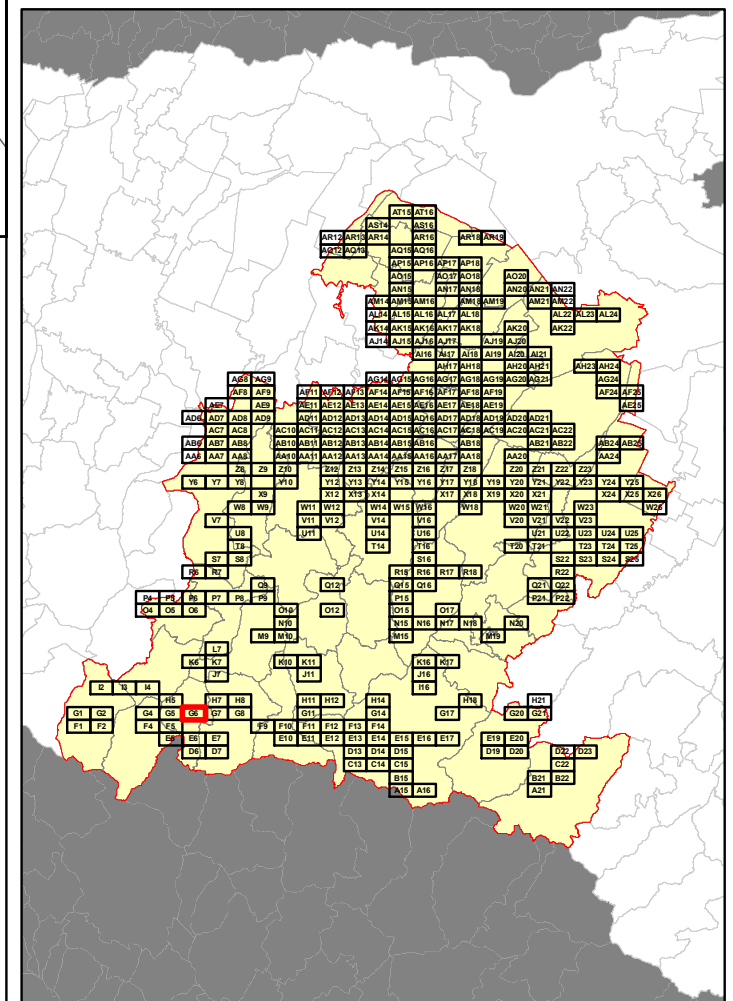 AT15 AT16
AS14 AS16
AR12 AR13 AR14 AR16 AR18 AR19
AQ12 AQ13 AQ15 AQ16
AP15 AP16 AP17 AP18
AO15 AO17 AO18 AO20
AN15 AN17 AN18 AN20 AN21 AN22
AM14 AM15 AM16 AM18 AM19 AM21 AM22
AL14 AL15 AL16 AL17 AL18 AL22 AL23 AL24
AK14 AK15 AK16 AK17 AK18 AK20 AK22
AJ14 AJ15 AJ16 AJ17 AJ19 AJ20
AI16 AI17 AI18 AI19 AI20 AI21
AH17 AH18 AH20 AH21 AH23 AH24
AG8 AG9 AG14 AG15 AG16 AG17 AG18 AG19 AG20 AG21 AG24
AF8 AF9 AF11 AF12 AF13 AF14 AF15 AF16 AF17 AF18 AF19 AF24 AF25
AE7 AE9 AE11 AE12 AE13 AE14 AE15 AE16 AE17 AE18 AE19 AE25
AD6 AD7 AD8 AD9 AD11 AD12 AD13 AD14 AD15 AD16 AD17 AD18 AD19 AD20 AD21
AC7 AC8 AC10 AC11 AC12 AC13 AC14 AC15 AC16 AC17 AC18 AC19 AC20 AC21 AC22
AB6 AB7 AB8 AB10 AB11 AB12 AB13 AB14 AB15 AB16 AB18 AB21 AB22 AB24 AB25
AA6 AA7 AA8 AA10 AA11 AA12 AA13 AA14 AA15 AA16 AA17 AA18 AA20 AA24
Z8 Z9 Z10 Z12 Z13 Z14 Z15 Z16 Z17 Z18 Z20 Z21 Z22 Z23
Y6 Y7 Y8 Y10 Y12 Y13 Y14 Y15 Y16 Y17 Y18 Y19 Y20 Y21 Y22 Y23 Y24 Y25
X9 X12 X13 X14 X17 X18 X19 X20 X21 X24 X25 X26
W8 W9 W11 W12 W14 W15 W16 W18 W20 W21 W23 W26
V7 V11 V12 V14 V16 V20 V21 V22 V23
U8 U11 U14 U16 U21 U22 U23 U24 U25
T8 T14 T16 T20 T21 T23 T24 T25
S7 S8 S16 S22 S23 S24 S25
R6 R7 R15 R16 R17 R18 R22
Q9 Q12 Q15 Q16 Q21 Q22
P4 P5 P6 P7 P8 P9 P15 P21 P22
O4 O5 O6 O10 O12 O15 O17
N10 N15 N16 N17 N18 N20
M9 M10 M15 M19
L7
K6 K7 K10 K11 K16 K17
J7 J11 J16
I2 I3 I4 I16
H5 H7 H8 H11 H12 H14 H18 H21
G1 G2 G4 G5 G6 G7 G8 G11 G14 G17 G20 G21
F1 F2 F4 F5 F9 F10 F11 F12 F13 F14
E5 E6 E7 E10 E11 E12 E13 E14 E15 E16 E17 E19 E20
D6 D7 D13 D14 D15 D19 D20 D22 D23
C13 C14 C15 C22
B15 B21 B22
A15 A16 A21